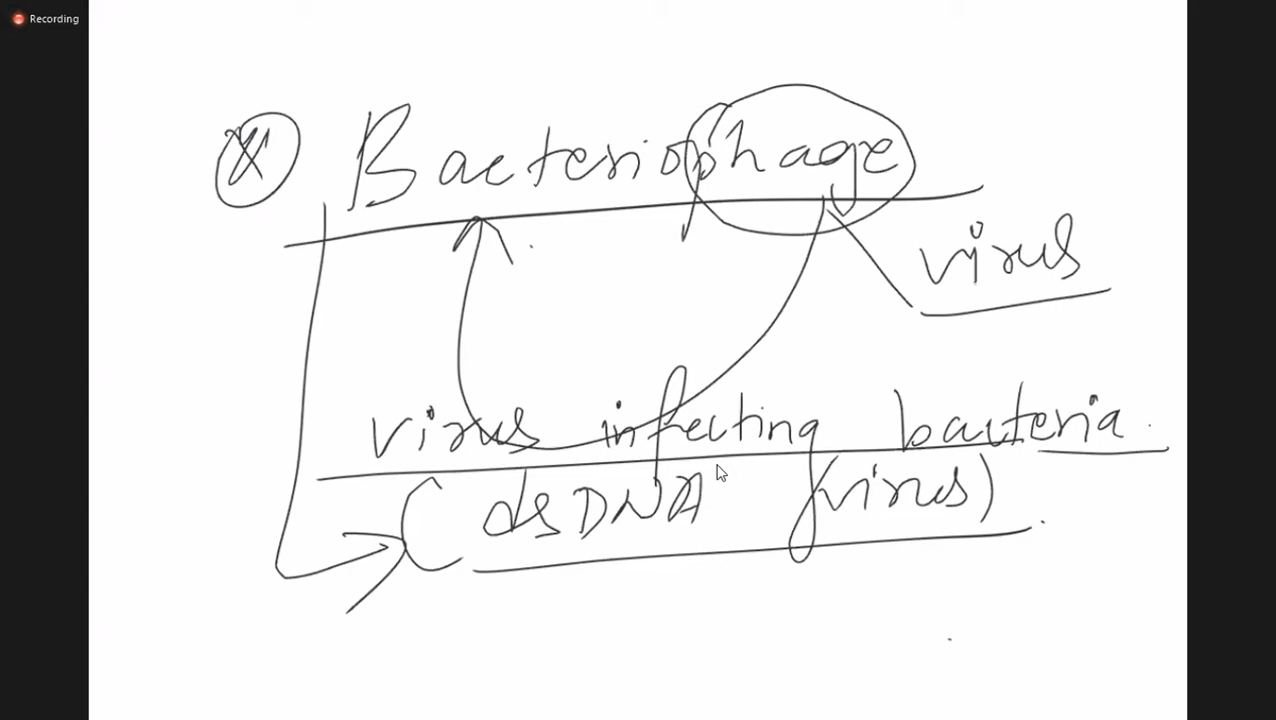 Recording
Bacteriophage
virus
virus infecting bacteria.
(dsDNA (virus)